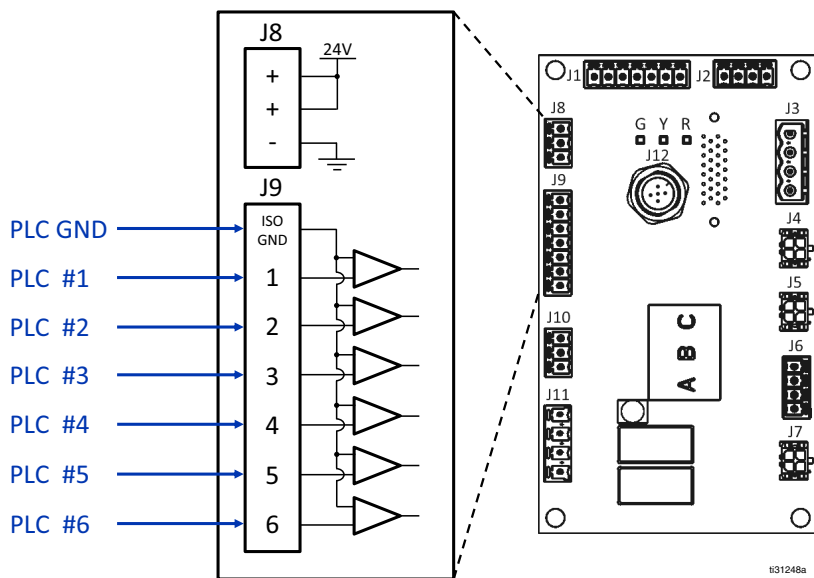 J8
24V
+
+
-
J9
PLC GND
ISO
GND
PLC #1
1
PLC #2
2
PLC #3
3
PLC #4
4
PLC #5
5
PLC #6
6
J1
J2
J8
J3
G Y R
J12
J9
J4
J5
J10
A B C
J6
J11
J7
ti31248a